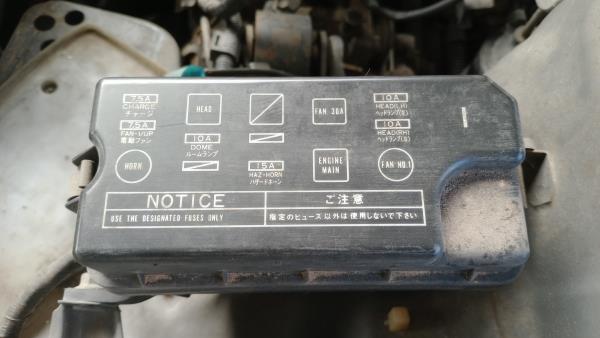 7.5A
CHARGE
チャージ
7.5A
FAN-I/UP
電動ファン
HORN
HEAD
10A
DOME
ルームランプ
15A
HAZ-HORN
ハザードホーン
FAN 30A
ENGINE
MAIN
10A
HEAD(LH)
ヘッドランプ(左)
10A
HEAD(RH)
ヘッドランプ(右)
FAN NO.1
NOTICE
USE THE DESIGNATED FUSES ONLY
ご注意
指定のヒューズ以外は使用しないで下さい